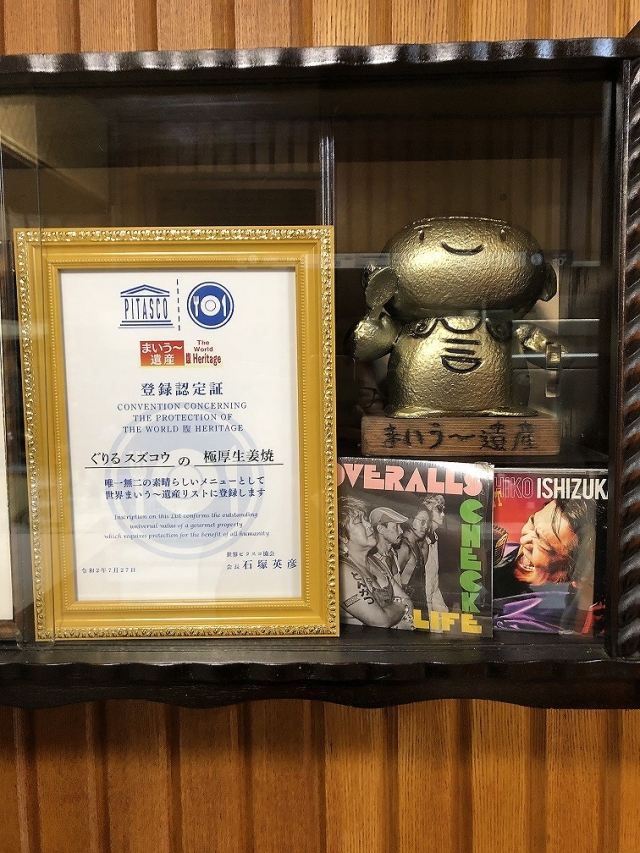 PITASCO
まいう〜
遺産
The
World
腹 Heritage
登録認定証
CONVENTION CONCERNING
THE PROTECTION OF
THE WORLD 腹 HERITAGE
ぐりるスズコウ の 極厚生姜焼
唯一無二の素晴らしいメニューとして
世界まいう〜遺産リストに登録します
Inscription on this List confirms the outstanding
universal value of a gourmet property
which requires protection for the benefit of all humanity
世界ピタスコ協会
令和2年7月27日
会長 石塚英彦
まいう〜遺産
OVERALLS
CHECK
LIFE
HIKO ISHIZUKA